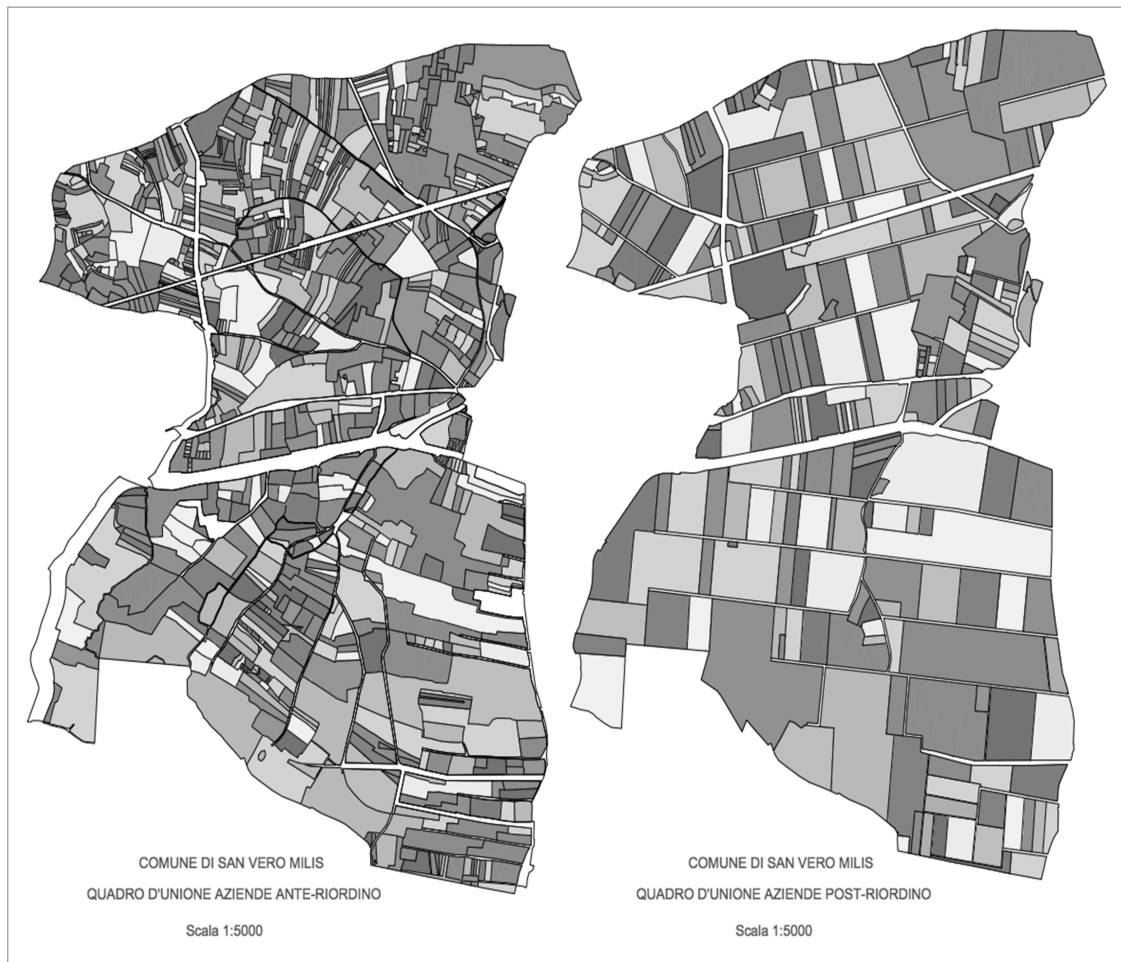 COMUNE DI SAN VERO MILIS
QUADRO D'UNIONE AZIENDE ANTE-RIORDINO
Scala 1:5000
COMUNE DI SAN VERO MILIS
QUADRO D'UNIONE AZIENDE POST-RIORDINO
Scala 1:5000